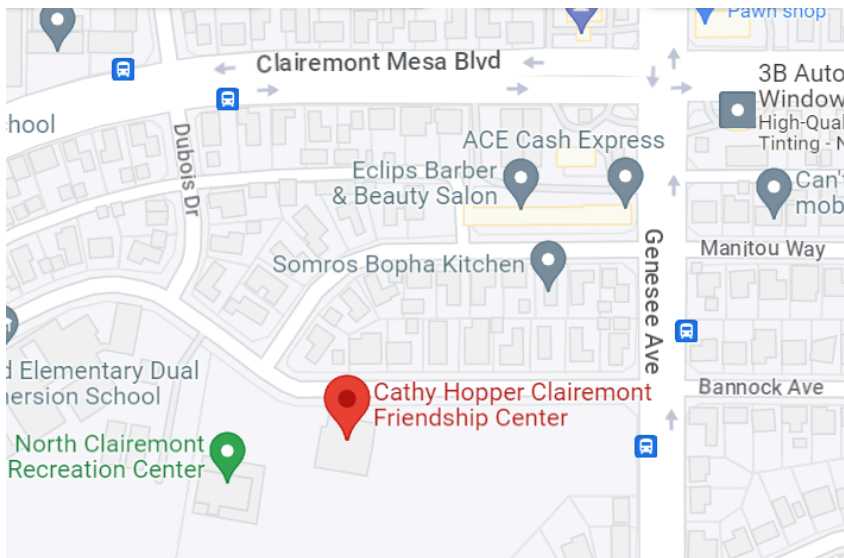 Pawn shop
Clairemont Mesa Blvd
3B Auto
Window
High-Qual
Tinting - N
hool
ACE Cash Express
Dubois Dr
Eclips Barber
& Beauty Salon
Can'
mob
Genesee Ave
Manitou Way
Somros Bopha Kitchen
d Elementary Dual
ersion School
Cathy Hopper Clairemont
Friendship Center
Bannock Ave
North Clairemont
Recreation Center